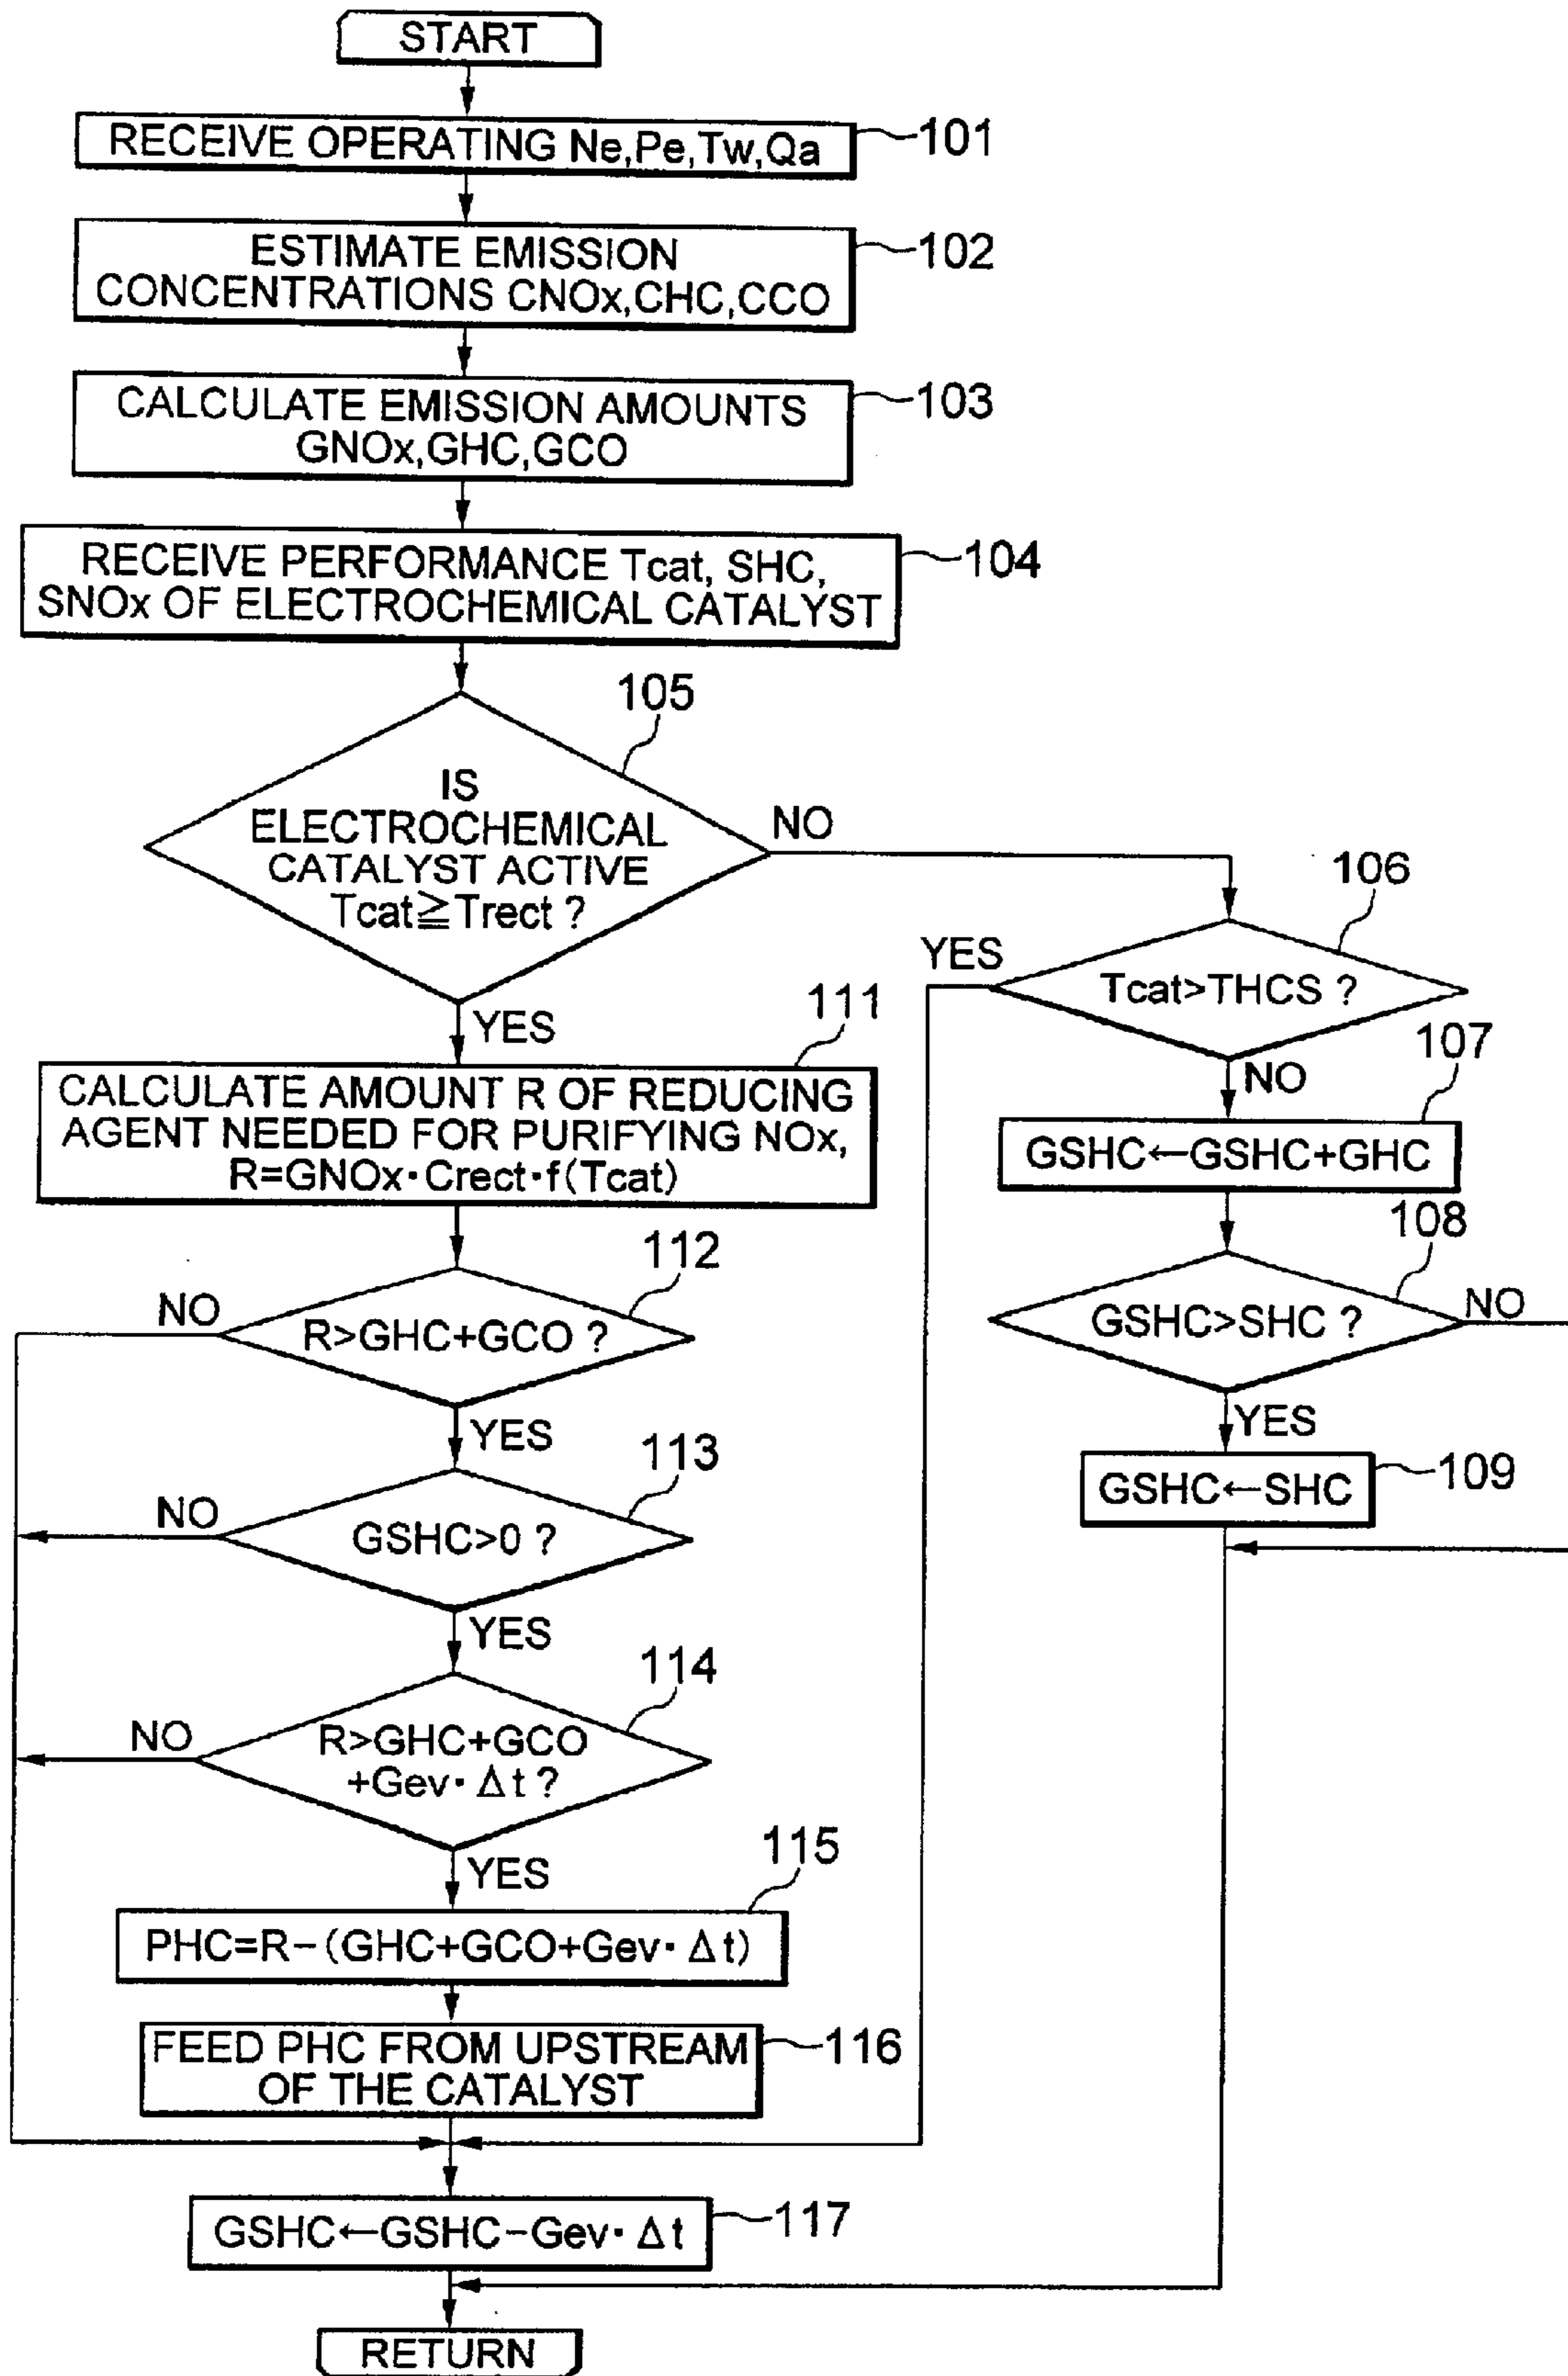 START
RECEIVE OPERATING Ne,Pe,Tw,Qa
101
ESTIMATE EMISSION
CONCENTRATIONS CNOx,CHC,CCO
102
CALCULATE EMISSION AMOUNTS
GNOx,GHC,GCO
103
RECEIVE PERFORMANCE Tcat, SHC,
SNOx OF ELECTROCHEMICAL CATALYST
104
105
IS
ELECTROCHEMICAL
CATALYST ACTIVE
Tcat≧Trect ?
NO
YES
106
Tcat>THCS ?
YES
NO
107
GSHC←GSHC+GHC
108
GSHC>SHC ?
NO
YES
GSHC←SHC
109
111
CALCULATE AMOUNT R OF REDUCING
AGENT NEEDED FOR PURIFYING NOx,
R=GNOx・Crect・f(Tcat)
112
R>GHC+GCO ?
NO
YES
113
GSHC>0 ?
NO
YES
114
R>GHC+GCO
+Gev・Δt ?
NO
YES
115
PHC=R−(GHC+GCO+Gev・Δt)
FEED PHC FROM UPSTREAM
OF THE CATALYST
116
GSHC←GSHC−Gev・Δt
117
RETURN